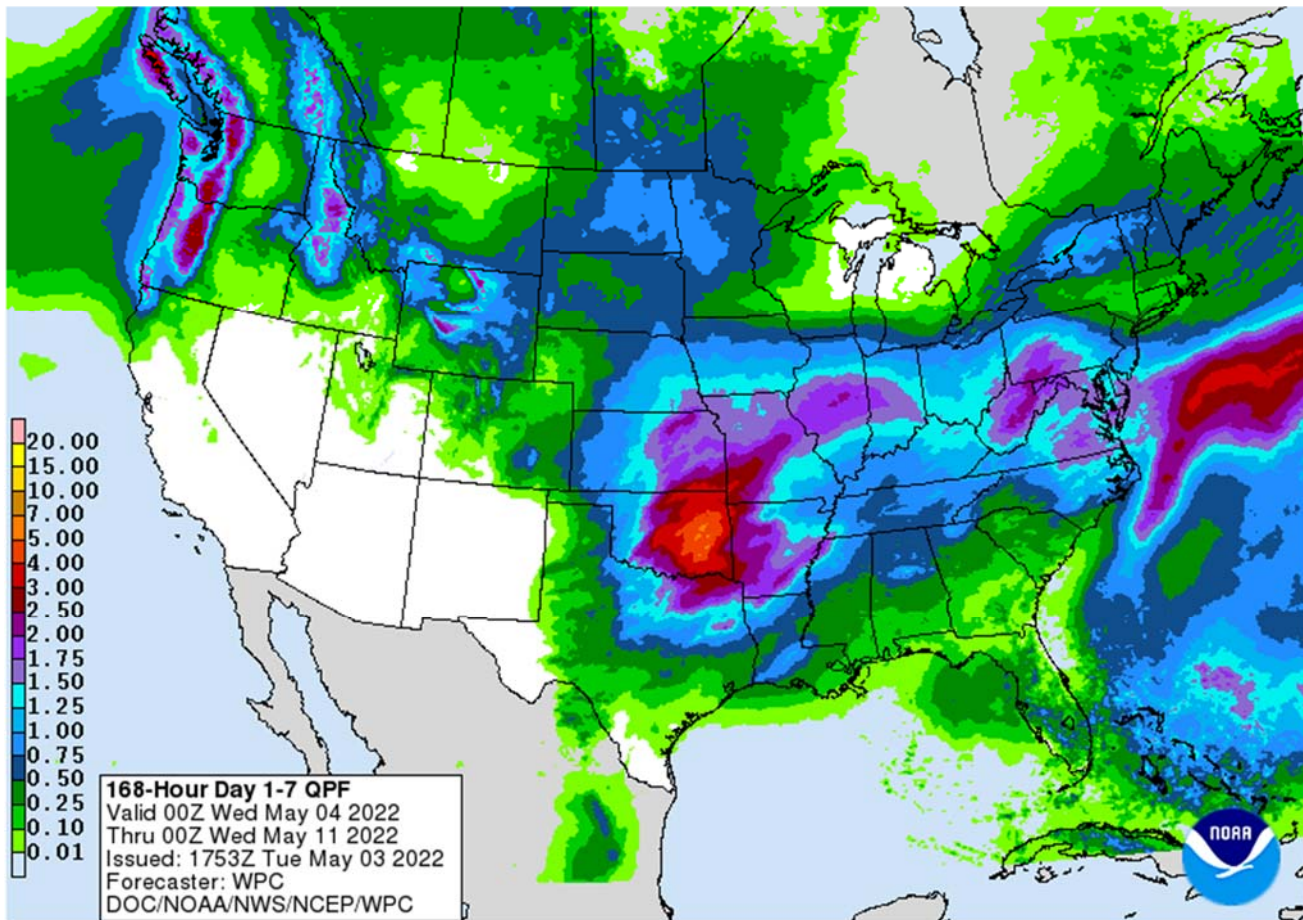 20.00
15.00
10.00
7.00
5.00
4.00
3.00
2.50
2.00
1.75
1.50
1.25
1.00
0.75
0.50
0.25
0.10
0.01
168-Hour Day 1-7 QPF
Valid 00Z Wed May 04 2022
Thru 00Z Wed May 11 2022
Issued: 1753Z Tue May 03 2022
Forecaster: WPC
DOC/NOAA/NWS/NCEP/WPC
NOAA